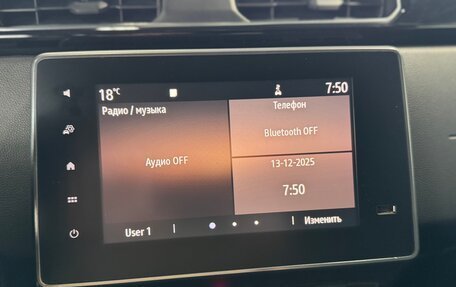 18°C
7:50
Радио / музыка
Телефон
Bluetooth OFF
Аудио OFF
13-12-2025
7:50
User 1
Изменить